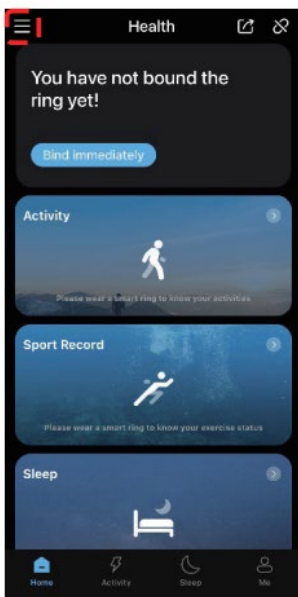 Health
You have not bound the
ring yet!
Bind immediately
Activity
Please wear a smart ring to know your activities
Sport Record
Please wear a smart ring to know your exercise status
Sleep
Home
Activity
Sleep
Me